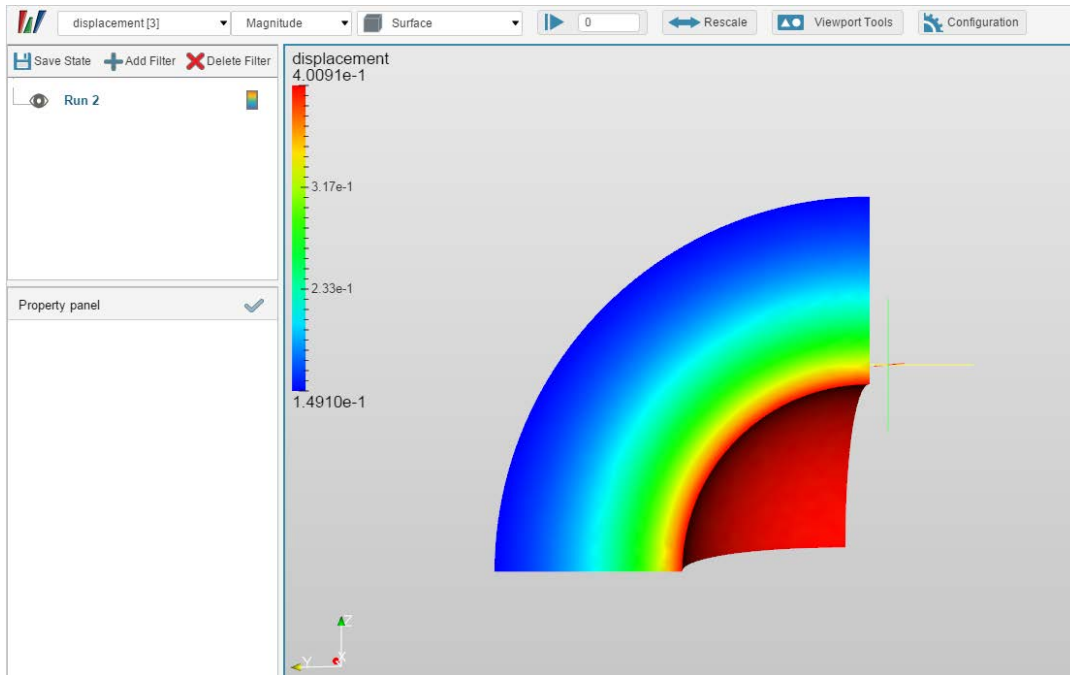 displacement [3] Magnitude Surface 0 Rescale Viewport Tools Configuration
Save State Add Filter Delete Filter
Run 2
Property panel
displacement
4.0091e-1
3.17e-1
2.33e-1
1.4910e-1
Z
Y X